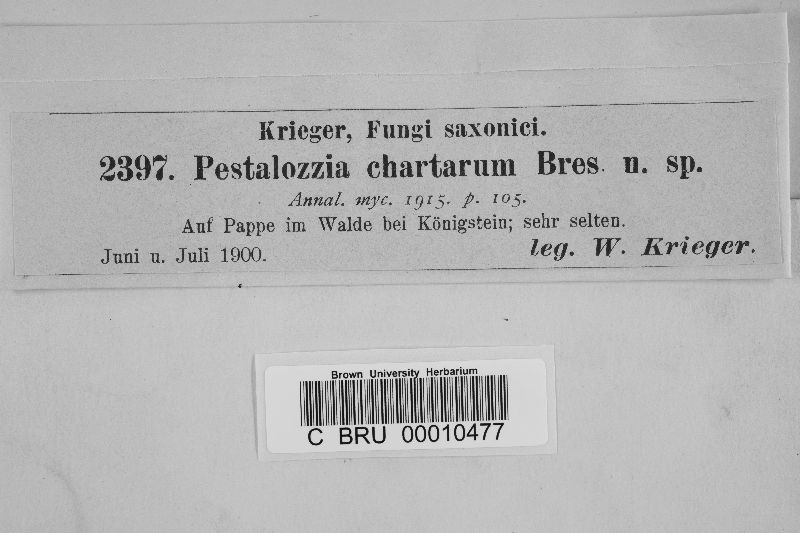 Krieger, Fungi saxonici.
2397. Pestalozzia chartarum Bres. n. sp.
Annal. myc. 1915. p. 105.
Auf Pappe im Walde bei Königstein; sehr selten.
Juni u. Juli 1900. leg. W. Krieger.
Brown University Herbarium
C BRU 00010477